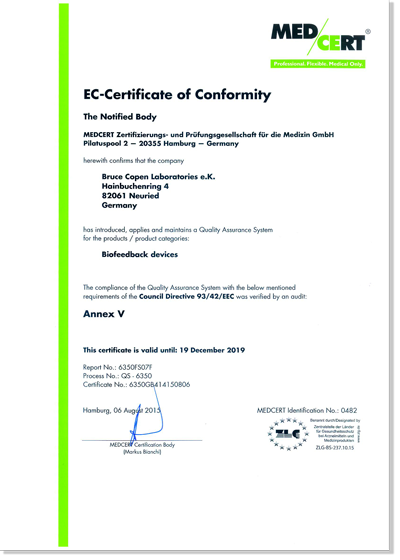 MED CERT®
Professional. Flexible. Medical Only.
EC-Certificate of Conformity
The Notified Body
MEDCERT Zertifizierungs- und Prüfungsgesellschaft für die Medizin GmbH
Pilatuspool 2 – 20355 Hamburg – Germany
herewith confirms that the company
Bruce Copen Laboratories e.K.
Hainbuchenring 4
82061 Neuried
Germany
has introduced, applies and maintains a Quality Assurance System
for the products / product categories:
Biofeedback devices
The compliance of the Quality Assurance System with the below mentioned
requirements of the Council Directive 93/42/EEC was verified by an audit:
Annex V
This certificate is valid until: 19 December 2019
Report No.: 6350FS07F
Process No.: QS - 6350
Certificate No.: 6350GB414150806
Hamburg, 06 August 2015
MEDCERT Certification Body
(Markus Bianchi)
MEDCERT Identification No.: 0482
Benannt durch/Designated by
Zentralstelle der Länder
für Gesundheitsschutz
bei Arzneimitteln und
Medizinprodukten
ZLG
ZLG-BS-237.10.15